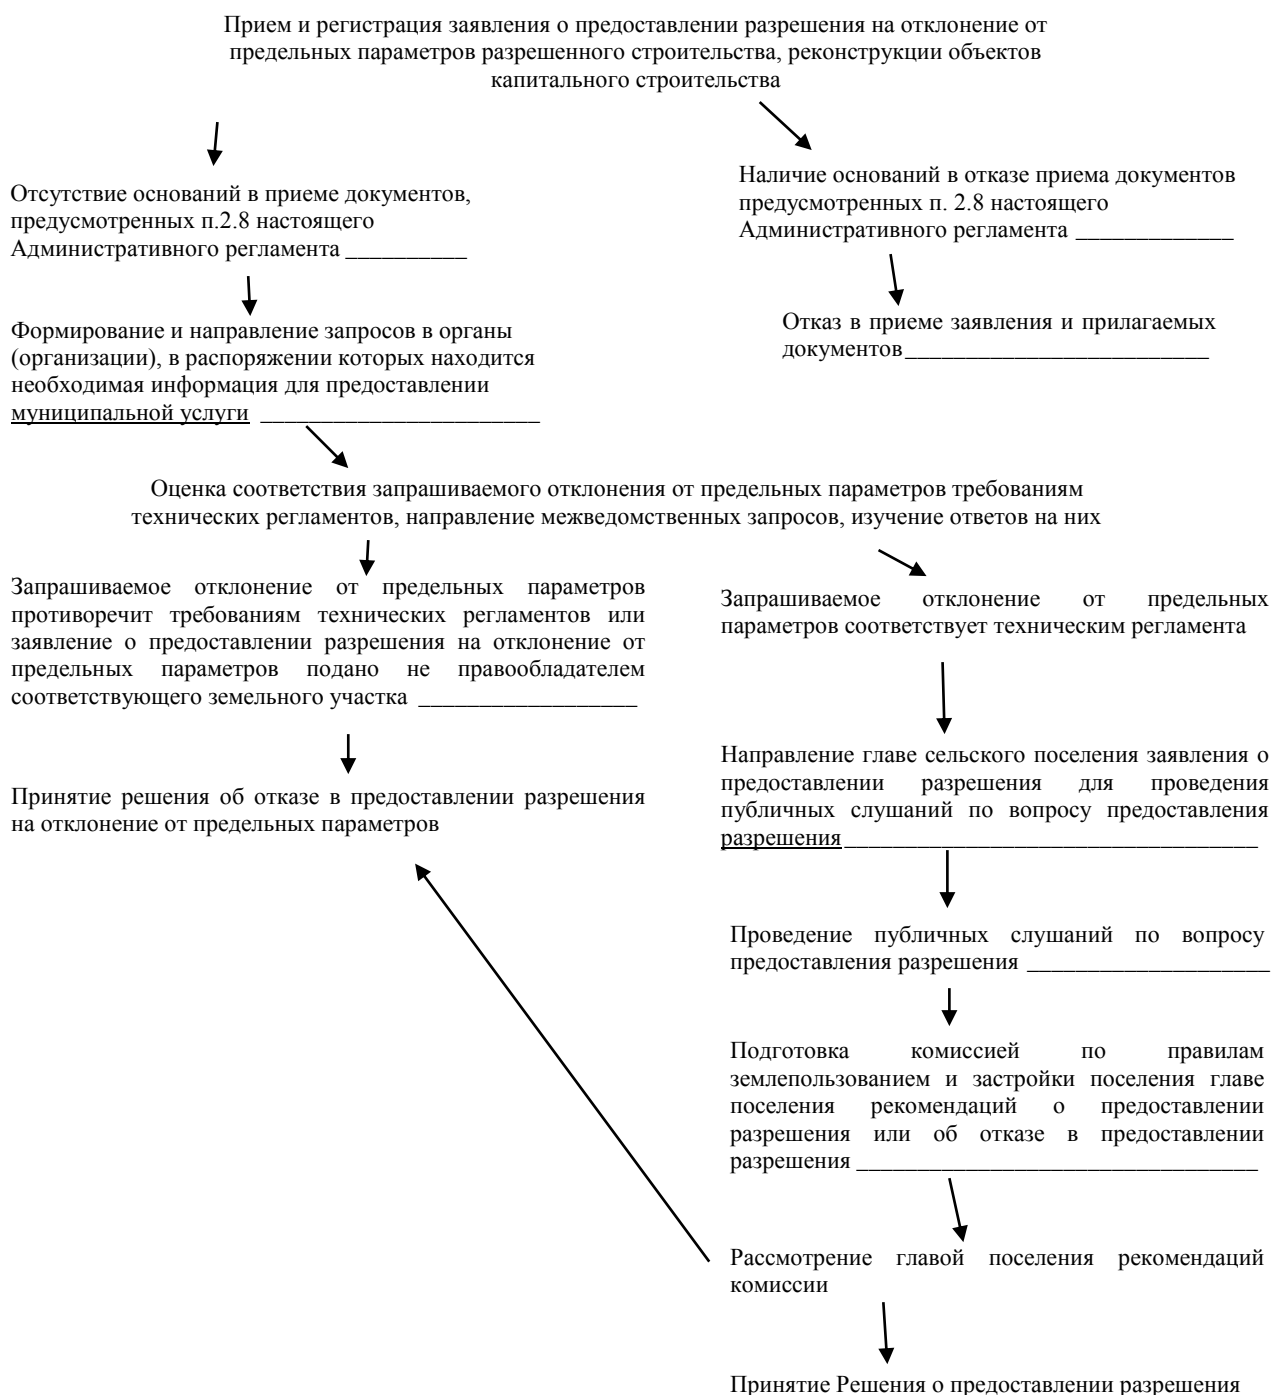 Прием и регистрация заявления о предоставлении разрешения на отклонение от
предельных параметров разрешенного строительства, реконструкции объектов
капитального строительства
Отсутствие оснований в приеме документов,
предусмотренных п.2.8 настоящего
Административного регламента __________
Наличие оснований в отказе приема документов
предусмотренных п. 2.8 настоящего
Административного регламента _____________
Формирование и направление запросов в органы
(организации), в распоряжении которых находится
необходимая информация для предоставлении
муниципальной услуги _______________________
Отказ в приеме заявления и прилагаемых
документов_________________________
Оценка соответствия запрашиваемого отклонения от предельных параметров требованиям
технических регламентов, направление межведомственных запросов, изучение ответов на них
Запрашиваемое отклонение от предельных параметров
противоречит требованиям технических регламентов или
заявление о предоставлении разрешения на отклонение от
предельных параметров подано не правообладателем
соответствующего земельного участка __________________
Запрашиваемое отклонение от предельных
параметров соответствует техническим регламента
Принятие решения об отказе в предоставлении разрешения
на отклонение от предельных параметров
Направление главе сельского поселения заявления о
предоставлении разрешения для проведения
публичных слушаний по вопросу предоставления
разрешения__________________________________
Проведение публичных слушаний по вопросу
предоставления разрешения ____________________
Подготовка комиссией по правилам
землепользованием и застройки поселения главе
поселения рекомендаций о предоставлении
разрешения или об отказе в предоставлении
разрешения _________________________________
Рассмотрение главой поселения рекомендаций
комиссии
Принятие Решения о предоставлении разрешения